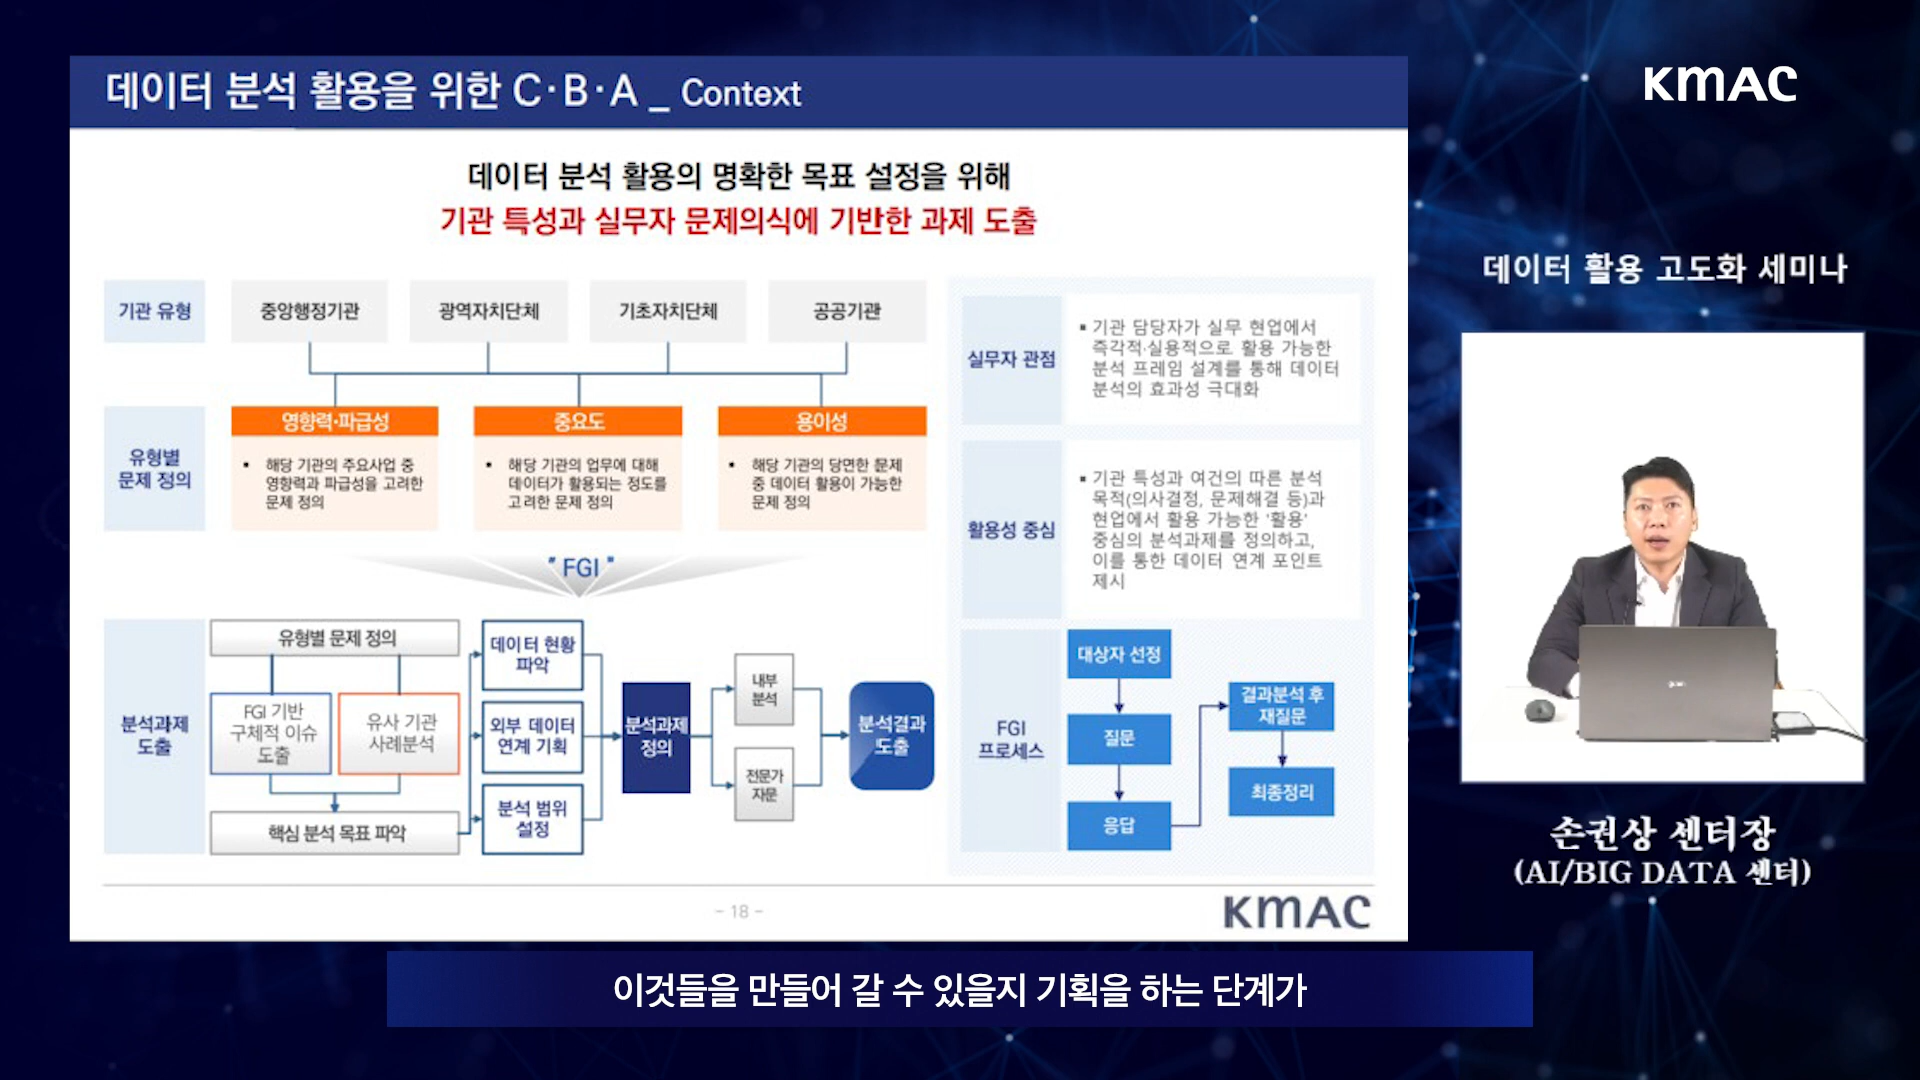 데이터 분석 활용을 위한 C·B·A _ Context
KMAC
데이터 분석 활용의 명확한 목표 설정을 위해
기관 특성과 실무자 문제의식에 기반한 과제 도출
데이터 활용 고도화 세미나
기관 유형
중앙행정기관
광역자치단체
기초자치단체
공공기관
유형별
문제 정의
영향력·파급성
▪ 해당 기관의 주요사업 중
영향력과 파급성을 고려한
문제 정의
중요도
▪ 해당 기관의 업무에 대해
데이터가 활용되는 정도를
고려한 문제 정의
용이성
▪ 해당 기관의 당면한 문제
중 데이터 활용이 가능한
문제 정의
" FGI "
분석과제
도출
유형별 문제 정의
FGI 기반
구체적 이슈
도출
유사 기관
사례분석
핵심 분석 목표 파악
데이터 현황
파악
외부 데이터
연계 기획
분석 범위
설정
분석과제
정의
내부
분석
전문가
자문
분석결과
도출
실무자 관점
▪ 기관 담당자가 실무 현업에서
즉각적·실용적으로 활용 가능한
분석 프레임 설계를 통해 데이터
분석의 효과성 극대화
활용성 중심
▪ 기관 특성과 여건의 따른 분석
목적(의사결정, 문제해결 등)과
현업에서 활용 가능한 '활용'
중심의 분석과제를 정의하고,
이를 통한 데이터 연계 포인트
제시
FGI
프로세스
대상자 선정
질문
응답
결과분석 후
재질문
최종정리
- 18 -
KMAC
손권상 센터장
(AI/BIG DATA 센터)
이것들을 만들어 갈 수 있을지 기획을 하는 단계가